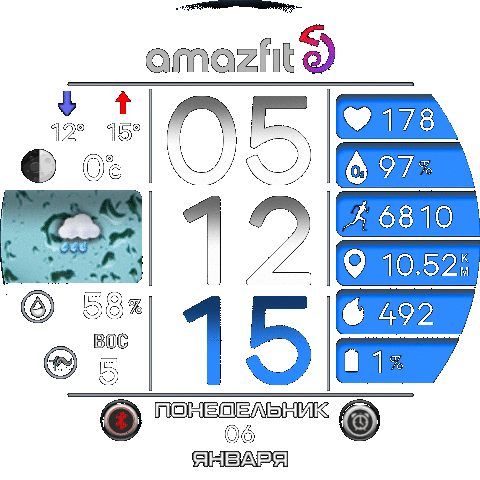 amazfit
12° 15°
0°c
58%
ВОС
5
05
12
15
178
O₂ 97%
6810
10.52 КМ
492
1%
ПОНЕДЕЛЬНИК
06
ЯНВАРЯ